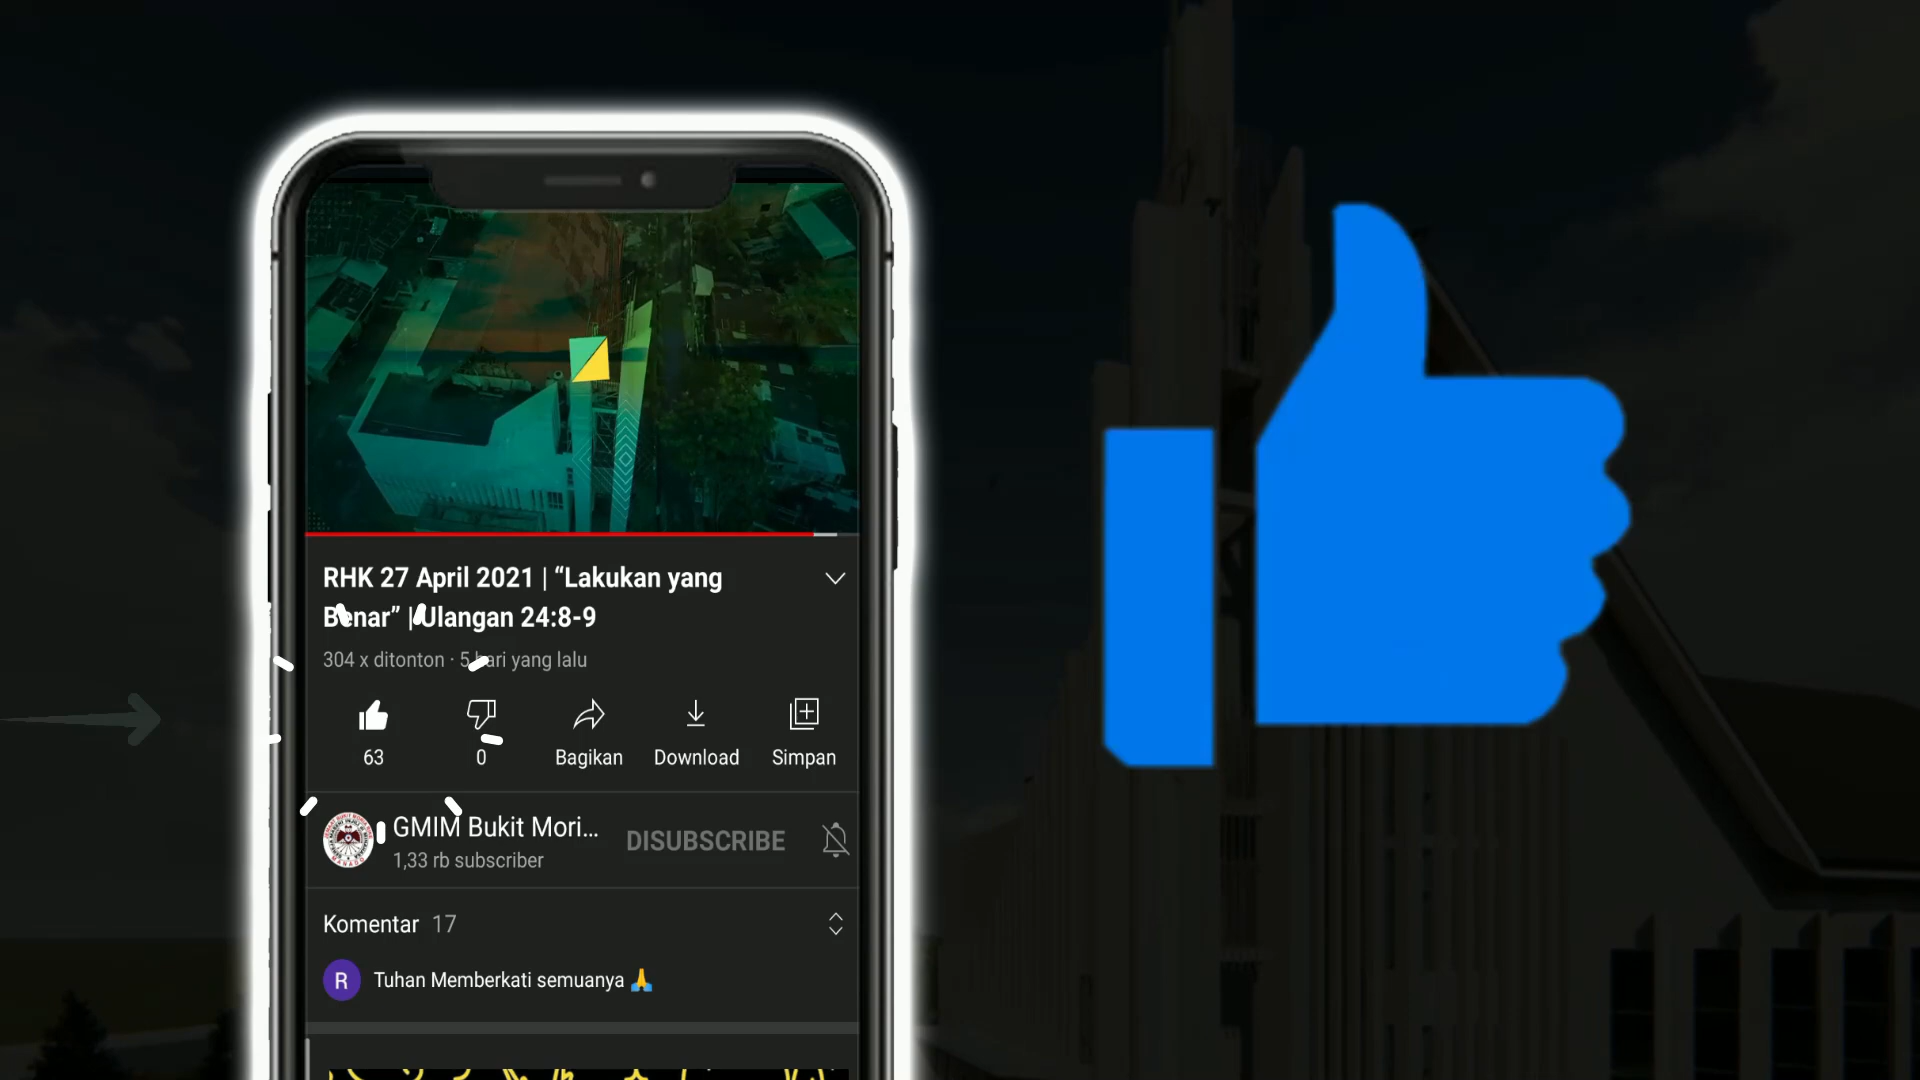 RHK 27 April 2021 | “Lakukan yang
Benar” | Ulangan 24:8-9
304 x ditonton · 5 hari yang lalu
63
0
Bagikan
Download
Simpan
GMIM Bukit Mori...
DISUBSCRIBE
1,33 rb subscriber
Komentar 17
R
Tuhan Memberkati semuanya 🙏